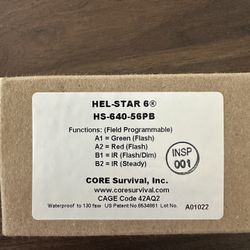 HEL-STAR 6®
HS-640-56PB
Functions: (Field Programmable)
A1 = Green (Flash)
A2 = Red (Flash)
B1 = IR (Flash/Dim)
B2 = IR (Steady)
INSP
001
CORE Survival, Inc.
www.coresurvival.com
CAGE Code 42AQ2
Waterproof to 130 fsw US Patent No 6534861 Lot No. A01022